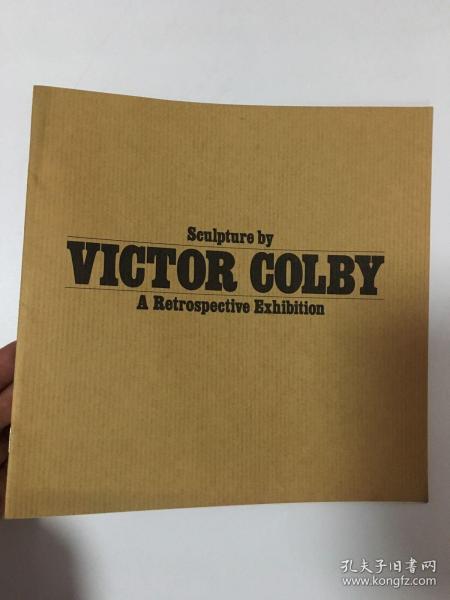 Sculpture by
VICTOR COLBY
A Retrospective Exhibition
孔夫子旧书网
www.kongfz.com